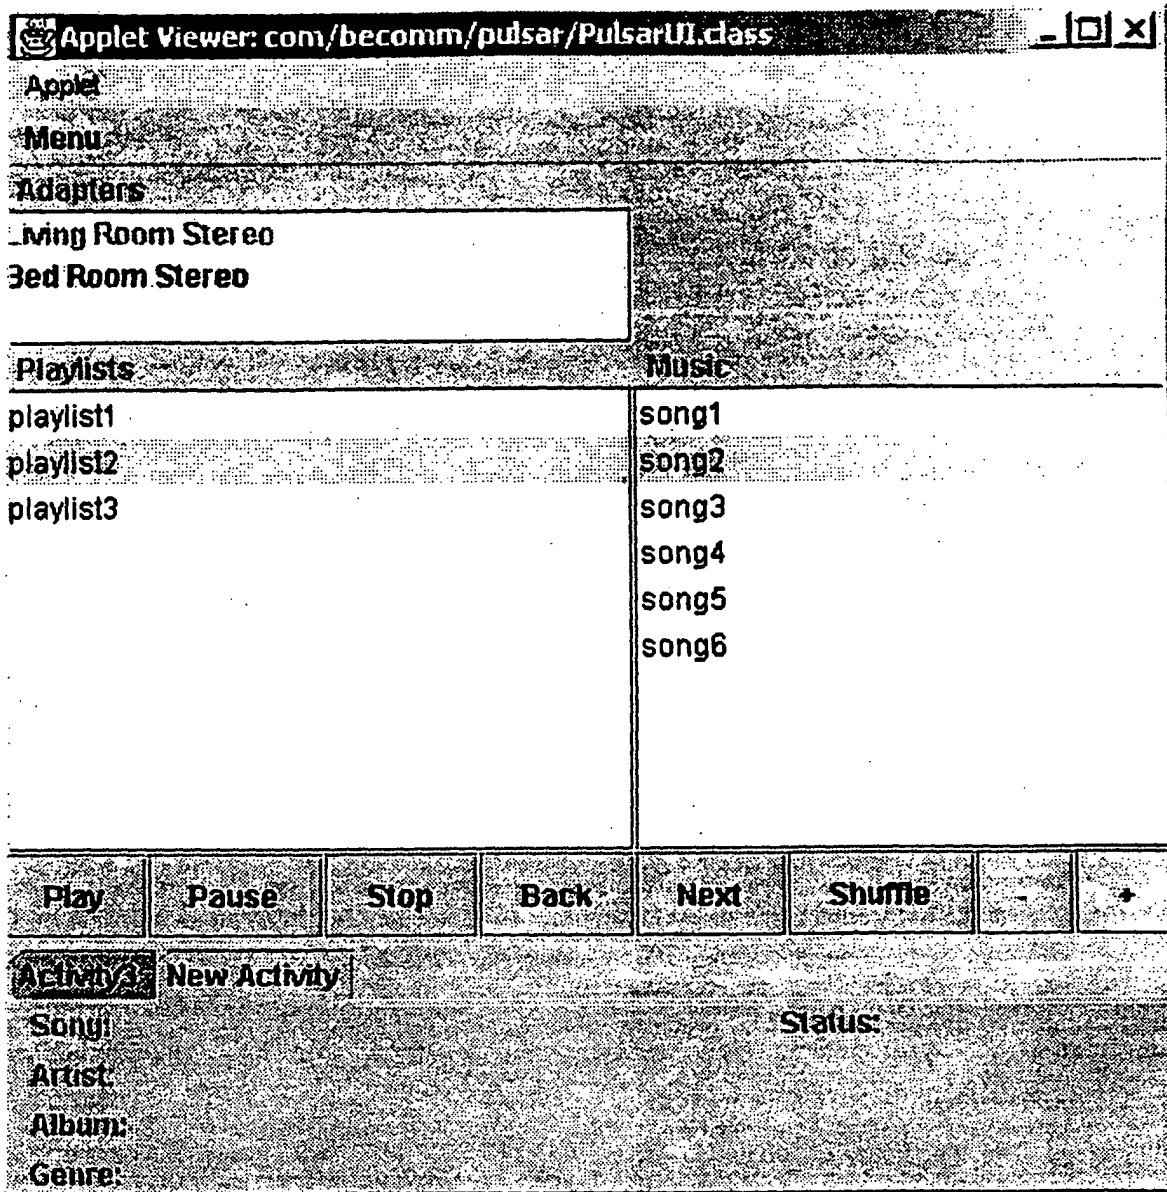 Applet Viewer: com/becomm/pulsar/PulsarUI.class
Applet
Menu
Adapters
Living Room Stereo
Bed Room Stereo
Playlists Music
playlist1 song1
playlist2 song2
playlist3 song3
song4
song5
song6
Play Pause Stop Back Next Shuffle - +
New Activity
Song: Status:
Artist:
Album:
Genre: